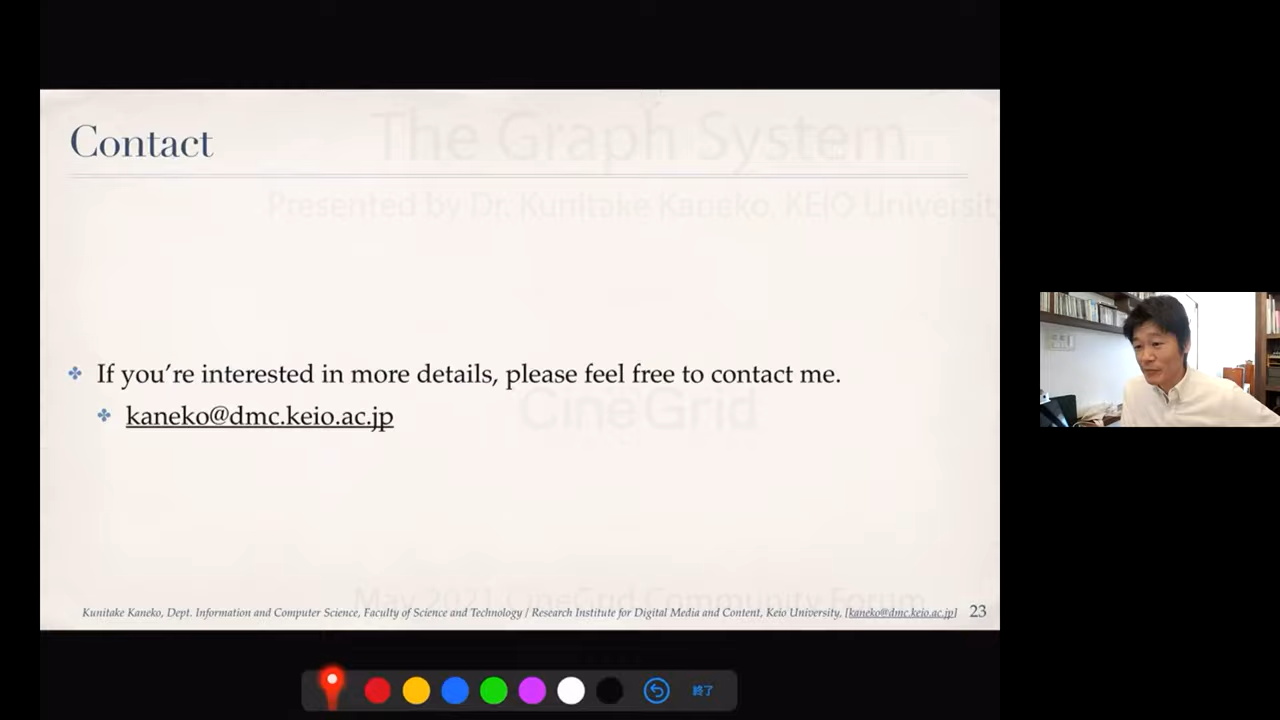 The Graph System
Contact
Presented by Dr. Kunitake Kaneko, KEIO University
If you're interested in more details, please feel free to contact me.
kaneko@dmc.keio.ac.jp
CineGrid
May 2021 CineGrid Community Forum
Kunitake Kaneko, Dept. Information and Computer Science, Faculty of Science and Technology / Research Institute for Digital Media and Content, Keio University, [kaneko@dmc.keio.ac.jp] 23
終了